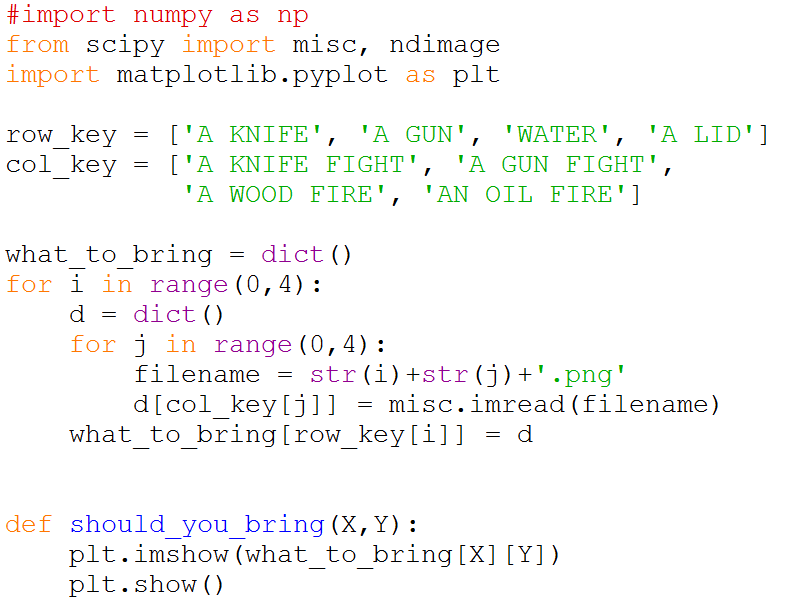 #import numpy as np
from scipy import misc, ndimage
import matplotlib.pyplot as plt

row_key = ['A KNIFE', 'A GUN', 'WATER', 'A LID']
col_key = ['A KNIFE FIGHT', 'A GUN FIGHT',
           'A WOOD FIRE', 'AN OIL FIRE']

what_to_bring = dict()
for i in range(0,4):
    d = dict()
    for j in range(0,4):
        filename = str(i)+str(j)+'.png'
        d[col_key[j]] = misc.imread(filename)
    what_to_bring[row_key[i]] = d


def should_you_bring(X,Y):
    plt.imshow(what_to_bring[X][Y])
    plt.show()